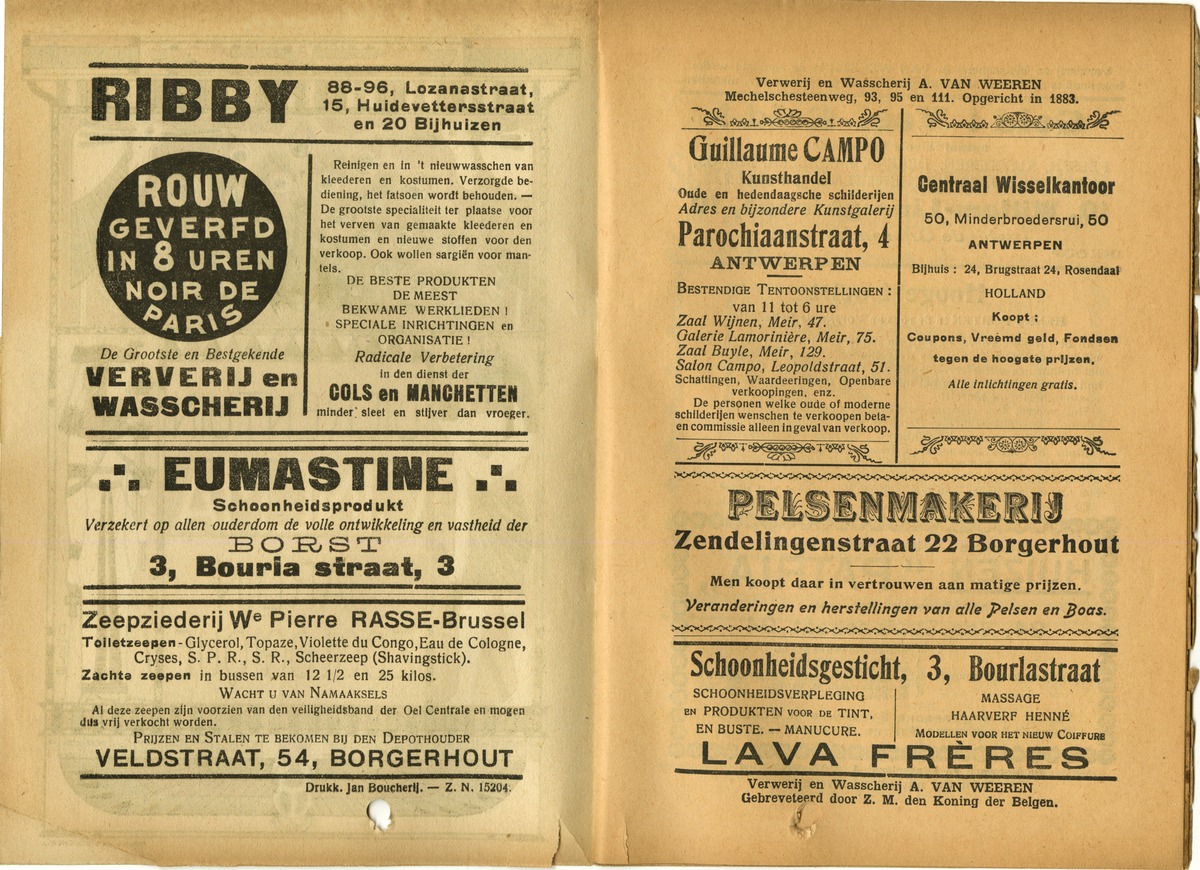 RIBBY
88-96, Lozanastraat,
15, Huidevettersstraat
en 20 Bijhuizen
ROUW
GEVERFD
IN 8 UREN
NOIR DE
PARIS
De Grootste en Bestgekende
VERVERIJ en
WASSCHERIJ
Reinigen en in 't nieuwwasschen van
kleederen en kostumen. Verzorgde be-
diening, het fatsoen wordt behouden. —
De grootste specialiteit ter plaatse voor
het verven van gemaakte kleederen en
kostumen en nieuwe stoffen voor den
verkoop. Ook wollen sargiën voor man-
tels.
DE BESTE PRODUKTEN
DE MEEST
BEKWAME WERKLIEDEN !
SPECIALE INRICHTINGEN en
ORGANISATIE !
Radicale Verbetering
in den dienst der
COLS en MANCHETTEN
minder sleet en stijver dan vroeger.
EUMASTINE
Schoonheidsprodukt
Verzekert op allen ouderdom de volle ontwikkeling en vastheid der
BORST
3, Bouria straat, 3
Zeepziederij We Pierre RASSE-Brussel
Toiletzeepen - Glycerol, Topaze, Violette du Congo, Eau de Cologne,
Cryses, S. P. R., S. R., Scheerzeep (Shavingstick).
Zachte zeepen in bussen van 12 1/2 en 25 kilos.
WACHT U VAN NAMAAKSELS
Al deze zeepen zijn voorzien van den veiligheidsband der Oel Centrale en mogen
dus vrij verkocht worden.
PRIJZEN EN STALEN TE BEKOMEN BIJ DEN DEPOTHOUDER
VELDSTRAAT, 54, BORGERHOUT
Drukk. Jan Boucherij. — Z. N. 15204.
Verwerij en Wasscherij A. VAN WEEREN
Mechelschesteenweg, 93, 95 en 111. Opgericht in 1883.
Guillaume CAMPO
Kunsthandel
Oude en hedendaagsche schilderijen
Adres en bijzondere Kunstgalerij
Parochiaanstraat, 4
ANTWERPEN
BESTENDIGE TENTOONSTELLINGEN :
van 11 tot 6 ure
Zaal Wijnen, Meir, 47.
Galerie Lamorinière, Meir, 75.
Zaal Buyle, Meir, 129.
Salon Campo, Leopoldstraat, 51.
Schattingen, Waardeeringen, Openbare
verkoopingen, enz.
De personen welke oude of moderne
schilderijen wenschen te verkoopen beta-
en commissie alleen in geval van verkoop.
Centraal Wisselkantoor
50, Minderbroedersrui, 50
ANTWERPEN
Bijhuis : 24, Brugstraat 24, Rosendaal
HOLLAND
Koopt :
Coupons, Vreemd geld, Fondsen
tegen de hoogste prijzen.
Alle inlichtingen gratis.
PELSENMAKERIJ
Zendelingenstraat 22 Borgerhout
Men koopt daar in vertrouwen aan matige prijzen.
Veranderingen en herstellingen van alle Pelsen en Boas.
Schoonheidsgesticht, 3, Bourlastraat
SCHOONHEIDSVERPLEGING
EN PRODUKTEN VOOR DE TINT,
EN BUSTE. — MANUCURE.
MASSAGE
HAARVERF HENNÉ
MODELLEN VOOR HET NIEUW COIFFURE
LAVA FRÈRES
Verwerij en Wasscherij A. VAN WEEREN
Gebreveteerd door Z. M. den Koning der Belgen.